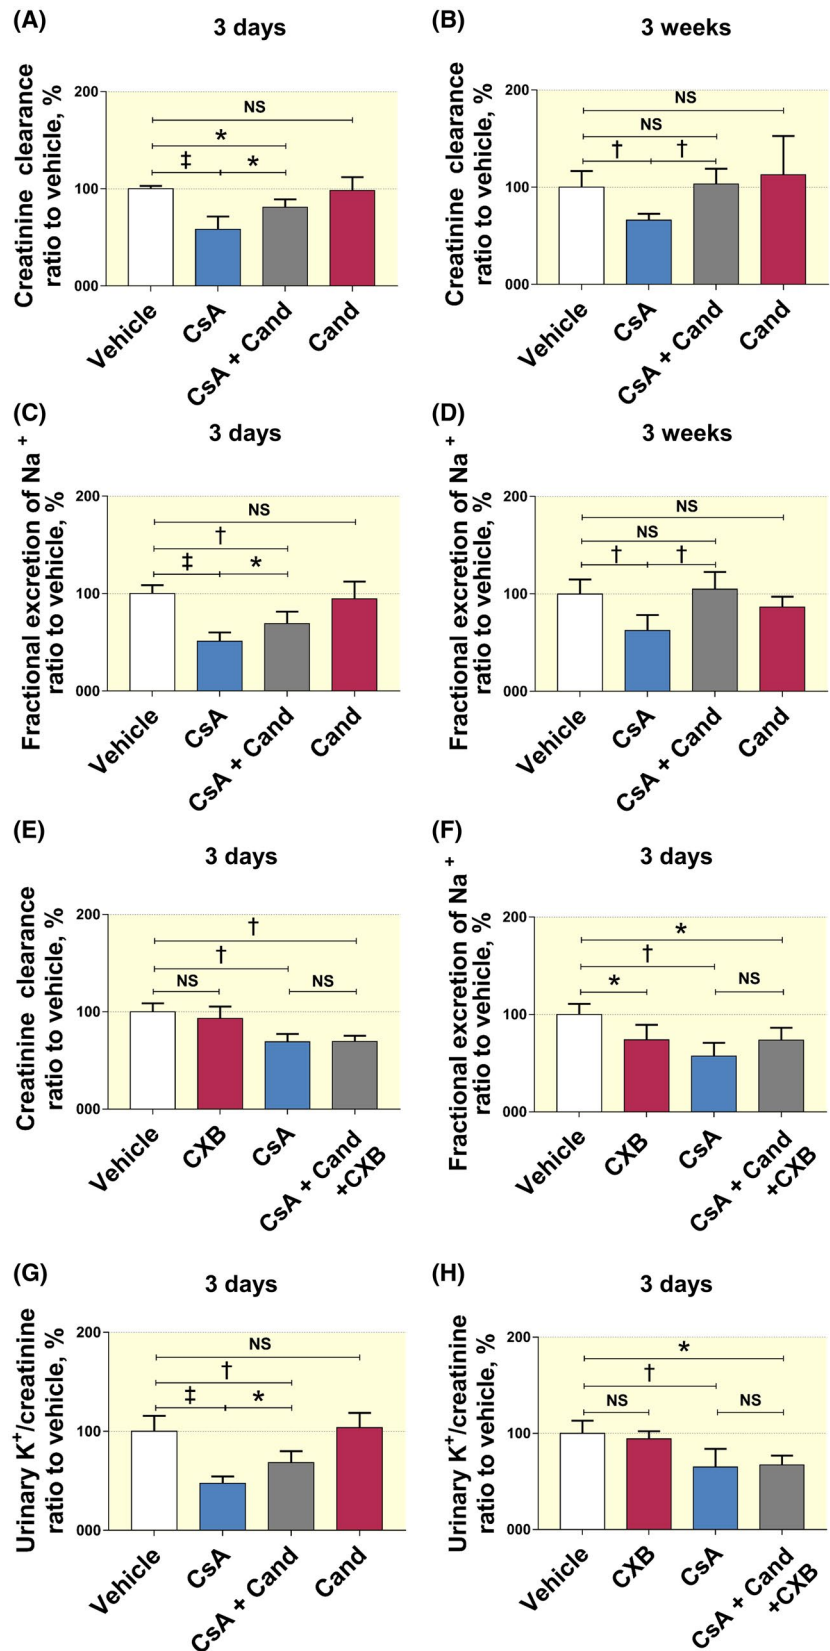 (A)
3 days
Creatinine clearance
ratio to vehicle, %
200
100
000
NS
*
‡ *
Vehicle
CsA
CsA + Cand
Cand
(B)
3 weeks
Creatinine clearance
ratio to vehicle, %
200
100
000
NS
NS
† †
Vehicle
CsA
CsA + Cand
Cand
(C)
3 days
Fractional excretion of Na⁺
ratio to vehicle, %
200
100
000
NS
†
‡ *
Vehicle
CsA
CsA + Cand
Cand
(D)
3 weeks
Fractional excretion of Na⁺
ratio to vehicle, %
200
100
000
NS
NS
† †
Vehicle
CsA
CsA + Cand
Cand
(E)
3 days
Creatinine clearance
ratio to vehicle, %
200
100
000
†
†
NS NS
Vehicle
CXB
CsA
CsA + Cand
+CXB
(F)
3 days
Fractional excretion of Na⁺
ratio to vehicle, %
200
100
000
*
†
* NS
Vehicle
CXB
CsA
CsA + Cand
+CXB
(G)
3 days
Urinary K⁺/creatinine
ratio to vehicle, %
200
100
000
NS
†
‡ *
Vehicle
CsA
CsA + Cand
Cand
(H)
3 days
Urinary K⁺/creatinine
ratio to vehicle, %
200
100
000
*
†
NS NS
Vehicle
CXB
CsA
CsA + Cand
+CXB